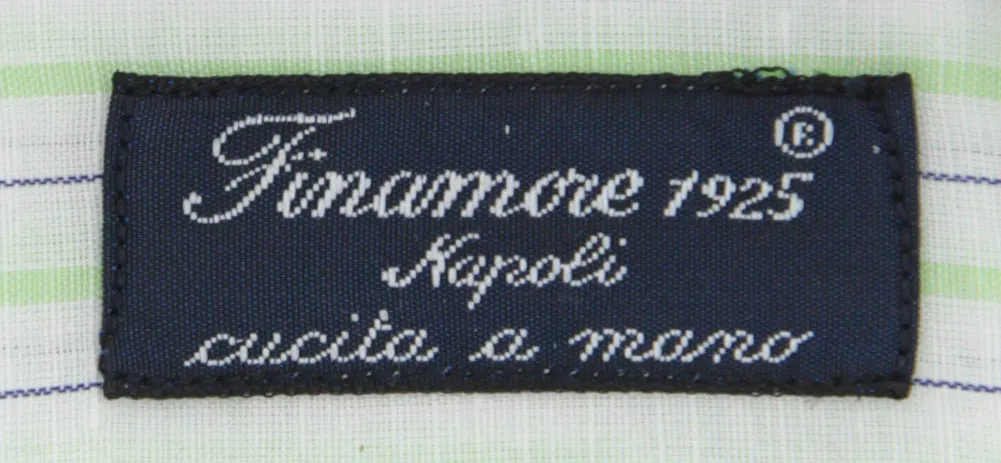 Finamore 1925 ®
Napoli
cucita a mano